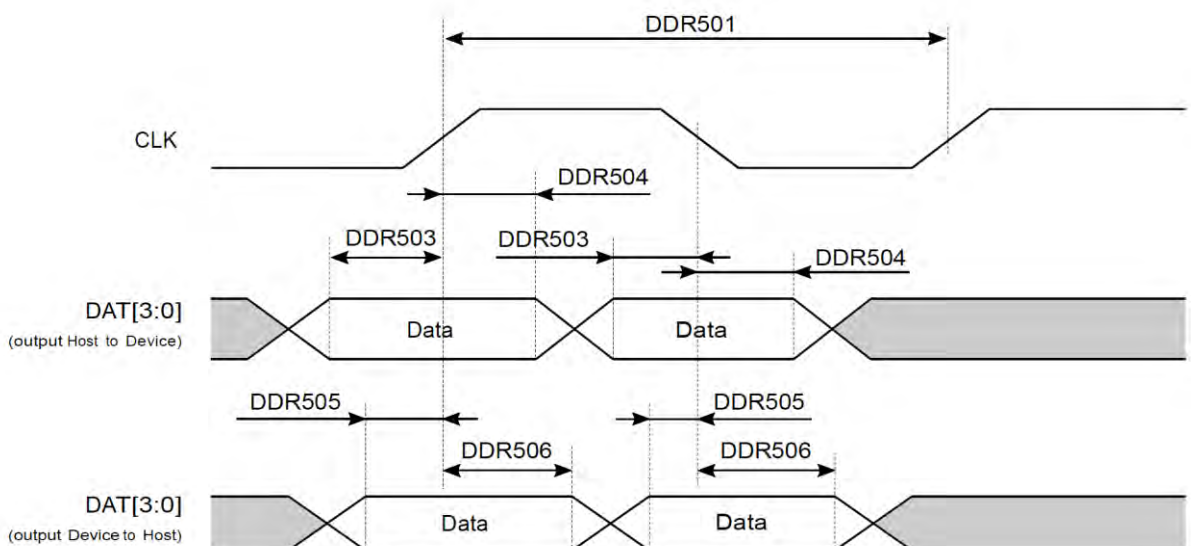 DDR501
CLK
DDR504
DDR503
DDR503
DDR504
DAT[3:0]
(output Host to Device)
Data
Data
DDR505
DDR505
DDR506
DDR506
DAT[3:0]
(output Device to Host)
Data
Data